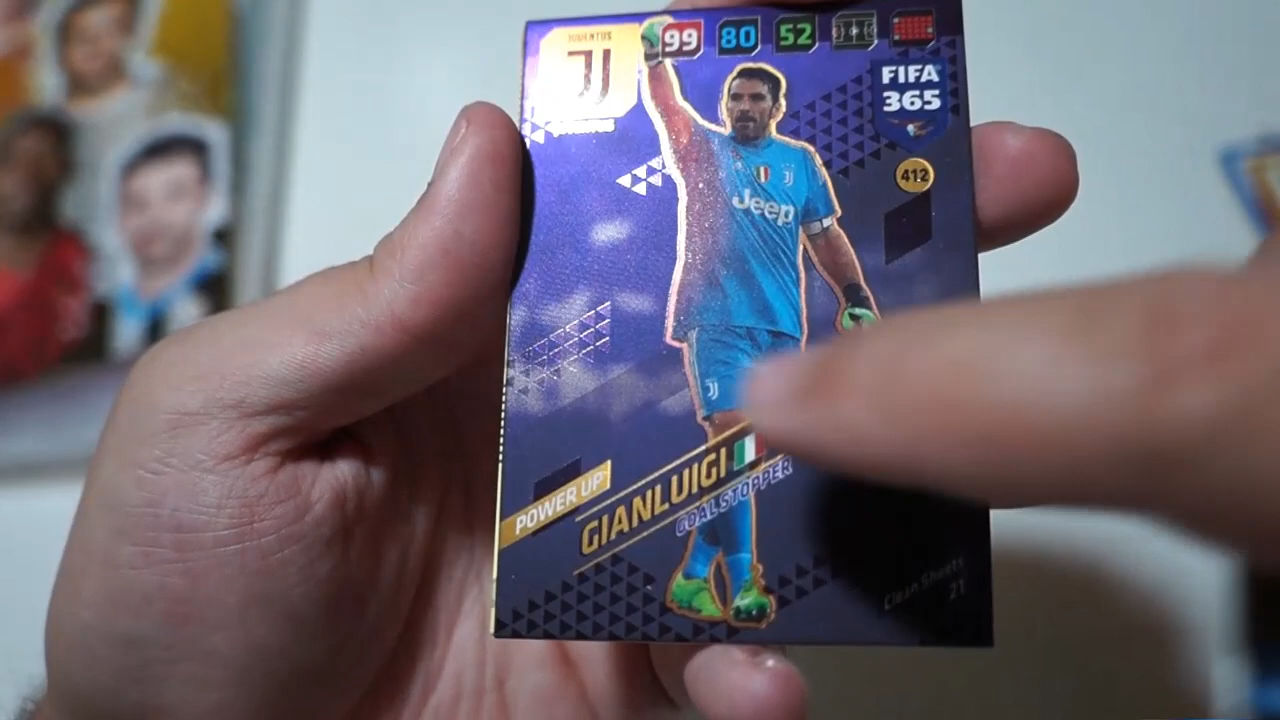 JUVENTUS
99 80 52
FIFA
365
412
Jeep
POWER UP
GIANLUIGI
GOAL STOPPER
Clean Sheets
21